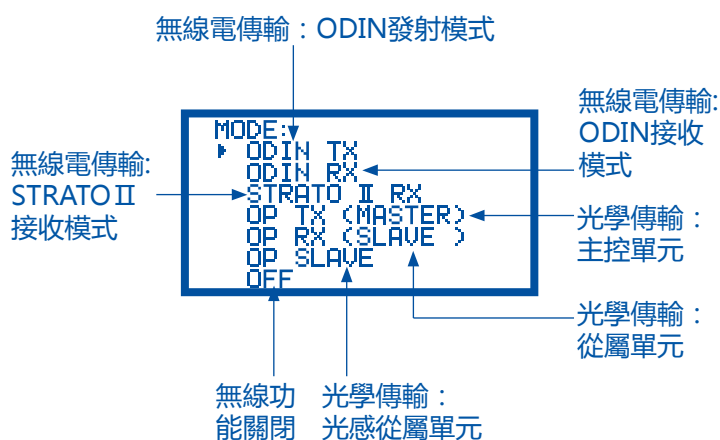 無線電傳輸：ODIN發射模式
無線電傳輸:
ODIN接收
模式
無線電傳輸:
STRATOⅡ
接收模式
MODE:
ODIN TX
ODIN RX
STRATO Ⅱ RX
OP TX (MASTER)
OP RX (SLAVE )
OP SLAVE
OFF
光學傳輸：
主控單元
光學傳輸：
從屬單元
無線功
能關閉
光學傳輸：
光感從屬單元